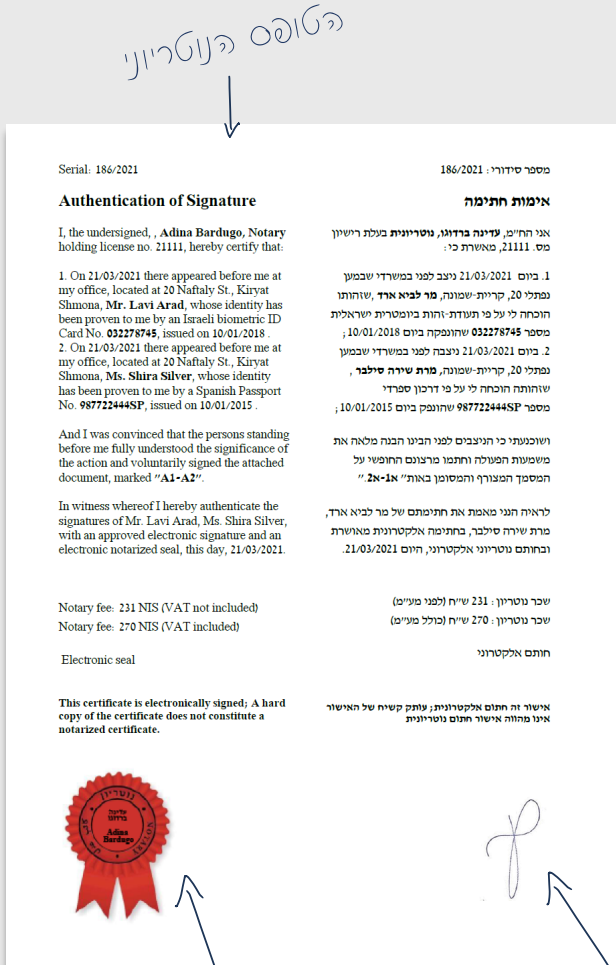 הטופס הנוטריוני
Serial: 186/2021
Authentication of Signature
I, the undersigned, , Adina Bardugo, Notary
holding license no. 21111, hereby certify that:
1. On 21/03/2021 there appeared before me at
my office, located at 20 Naftaly St., Kiryat
Shmona, Mr. Lavi Arad, whose identity has
been proven to me by an Israeli biometric ID
Card No. 032278745, issued on 10/01/2018 .
2. On 21/03/2021 there appeared before me at
my office, located at 20 Naftaly St., Kiryat
Shmona, Ms. Shira Silver, whose identity
has been proven to me by a Spanish Passport
No. 987722444SP, issued on 10/01/2015 .
And I was convinced that the persons standing
before me fully understood the significance of
the action and voluntarily signed the attached
document, marked "A1-A2".
In witness whereof I hereby authenticate the
signatures of Mr. Lavi Arad, Ms. Shira Silver,
with an approved electronic signature and an
electronic notarized seal, this day, 21/03/2021.
Notary fee: 231 NIS (VAT not included)
Notary fee: 270 NIS (VAT included)
Electronic seal
This certificate is electronically signed; A hard
copy of the certificate does not constitute a
notarized certificate.
מספר סידורי : 186/2021
אימות חתימה
אני הח״מ, עדינה ברדוגו, נוטריונית בעלת רישיון
מס. 21111, מאשרת כי :
1. ביום 21/03/2021 ניצב לפני במשרדי שבמען
נפתלי 20, קריית-שמונה, מר לביא ארד ,שזהותו
הוכחה לי על פי תעודת-זהות ביומטרית ישראלית
מספר 032278745 שהונפקה ביום 10/01/2018 ;
2. ביום 21/03/2021 ניצבה לפני במשרדי שבמען
נפתלי 20, קריית-שמונה, מרת שירה סילבר ,
שזהותה הוכחה לי על פי דרכון ספרדי
מספר 987722444SP שהונפק ביום 10/01/2015 ;
ושוכנעתי כי הניצבים לפני הבינו הבנה מלאה את
משמעות הפעולה וחתמו מרצונם החופשי על
המסמך המצורף והמסומן באות" א1-א2".
לראיה הנני מאמת את חתימתם של מר לביא ארד,
מרת שירה סילבר, בחתימה אלקטרונית מאושרת
ובחותם נוטריוני אלקטרוני, היום 21/03/2021.
שכר נוטריון : 231 ש״ח (לפני מע״מ)
שכר נוטריון : 270 ש״ח (כולל מע״מ)
חותם אלקטרוני
אישור זה חתום אלקטרונית; עותק קשיח של האישור
אינו מהווה אישור חתום נוטריונית
נוטריון
עדינה
ברדוגו
Adina
Bardugo
NOTARY